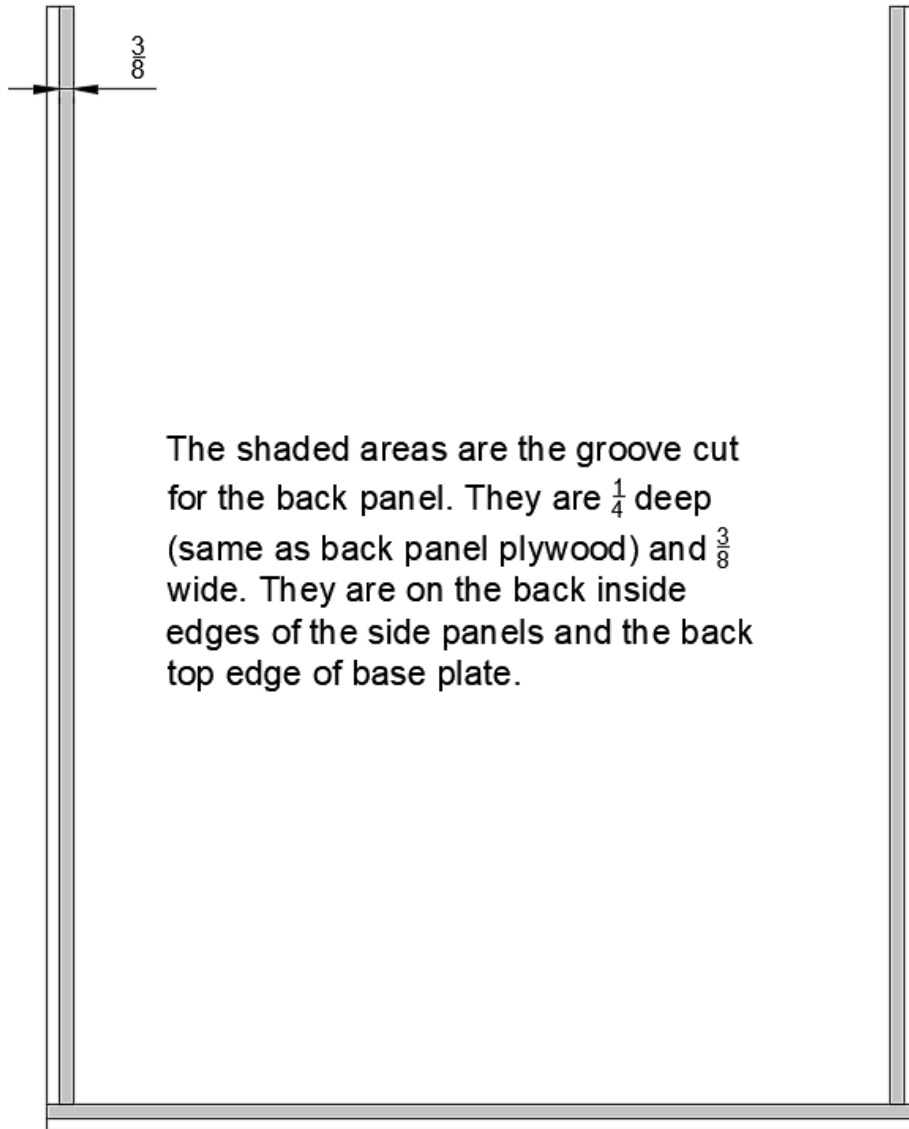 3/8
The shaded areas are the groove cut
for the back panel. They are 1/4 deep
(same as back panel plywood) and 3/8
wide. They are on the back inside
edges of the side panels and the back
top edge of base plate.